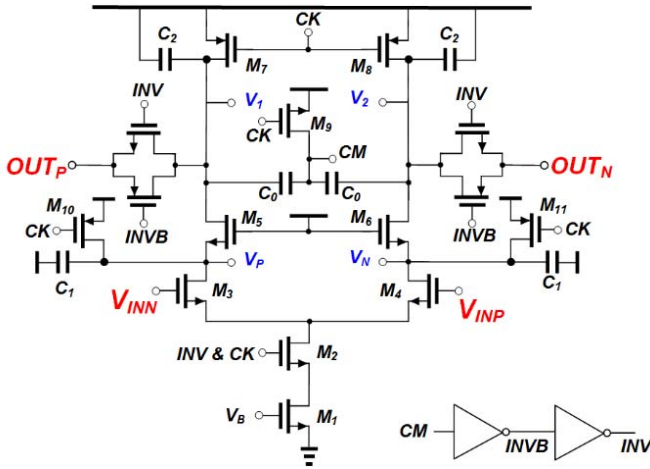 CK
C2
C2
M7
M8
INV
V1
V2
INV
M9
CK
OUTP
CM
OUTN
M10
C0
C0
M11
M5
M6
CK
INVB
INVB
CK
VP
VN
C1
M3
M4
C1
VINN
VINP
INV & CK
M2
VB
M1
CM
INVB
INV